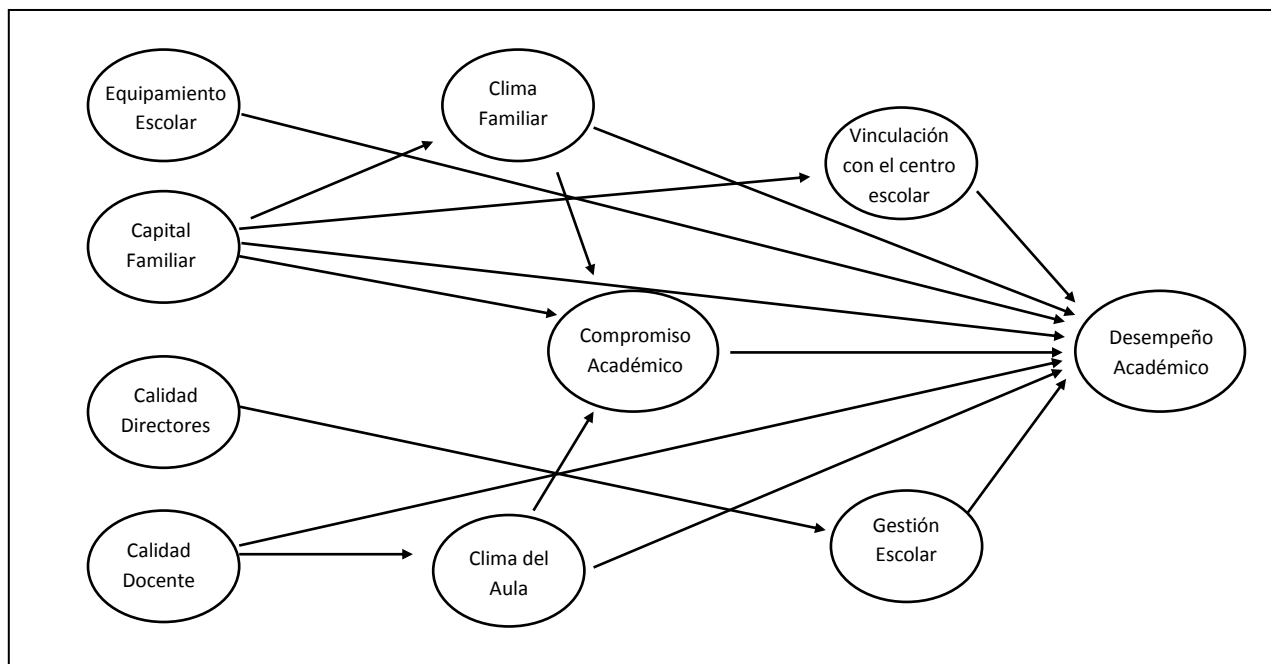 Equipamiento
Escolar
Clima
Familiar
Vinculación
con el centro
escolar
Capital
Familiar
Compromiso
Académico
Desempeño
Académico
Calidad
Directores
Calidad
Docente
Clima del
Aula
Gestión
Escolar